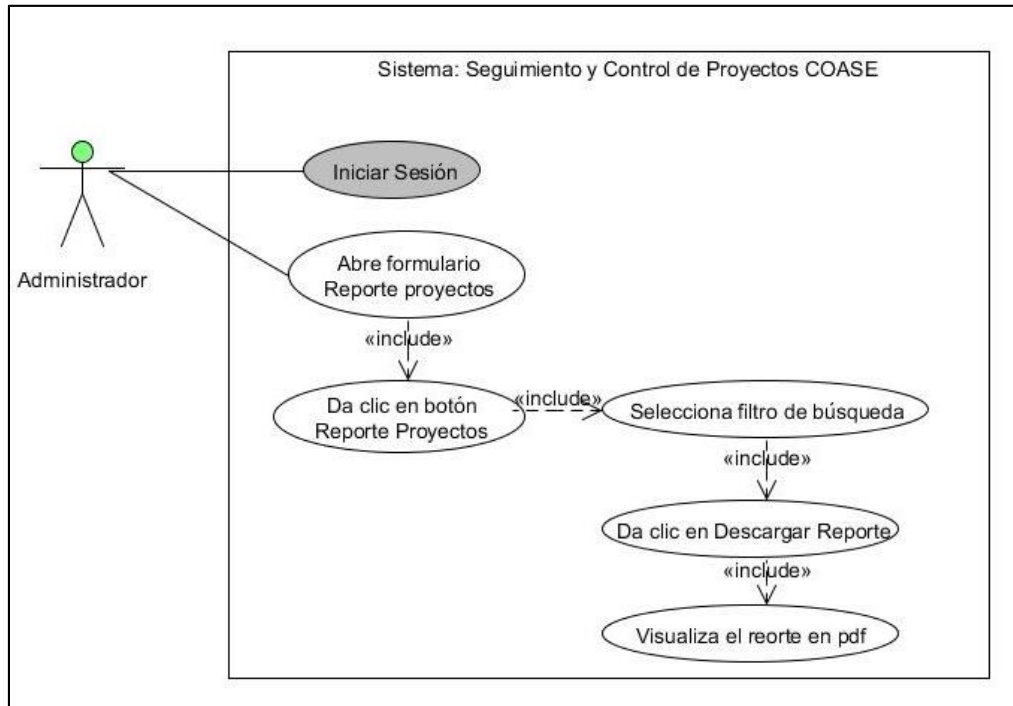 Sistema: Seguimiento y Control de Proyectos COASE
Iniciar Sesión
Administrador
Abre formulario
Reporte proyectos
«include»
Da clic en botón
Reporte Proyectos
«include»
Selecciona filtro de búsqueda
«include»
Da clic en Descargar Reporte
«include»
Visualiza el reorte en pdf